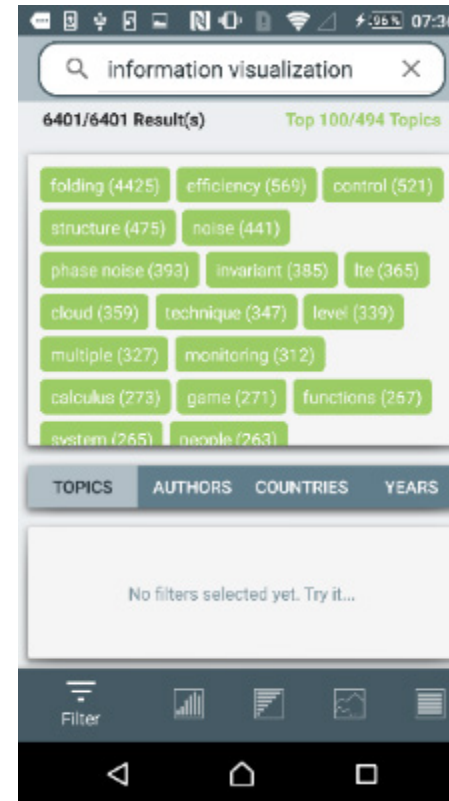 96% 07:36
information visualization
6401/6401 Result(s) Top 100/494 Topics
folding (4425) efficiency (569) control (521)
structure (475) noise (441)
phase noise (393) invariant (385) lte (365)
cloud (359) technique (347) level (339)
multiple (327) monitoring (312)
calculus (273) game (271) functions (267)
system (265) people (263)
TOPICS AUTHORS COUNTRIES YEARS
No filters selected yet. Try it...
Filter